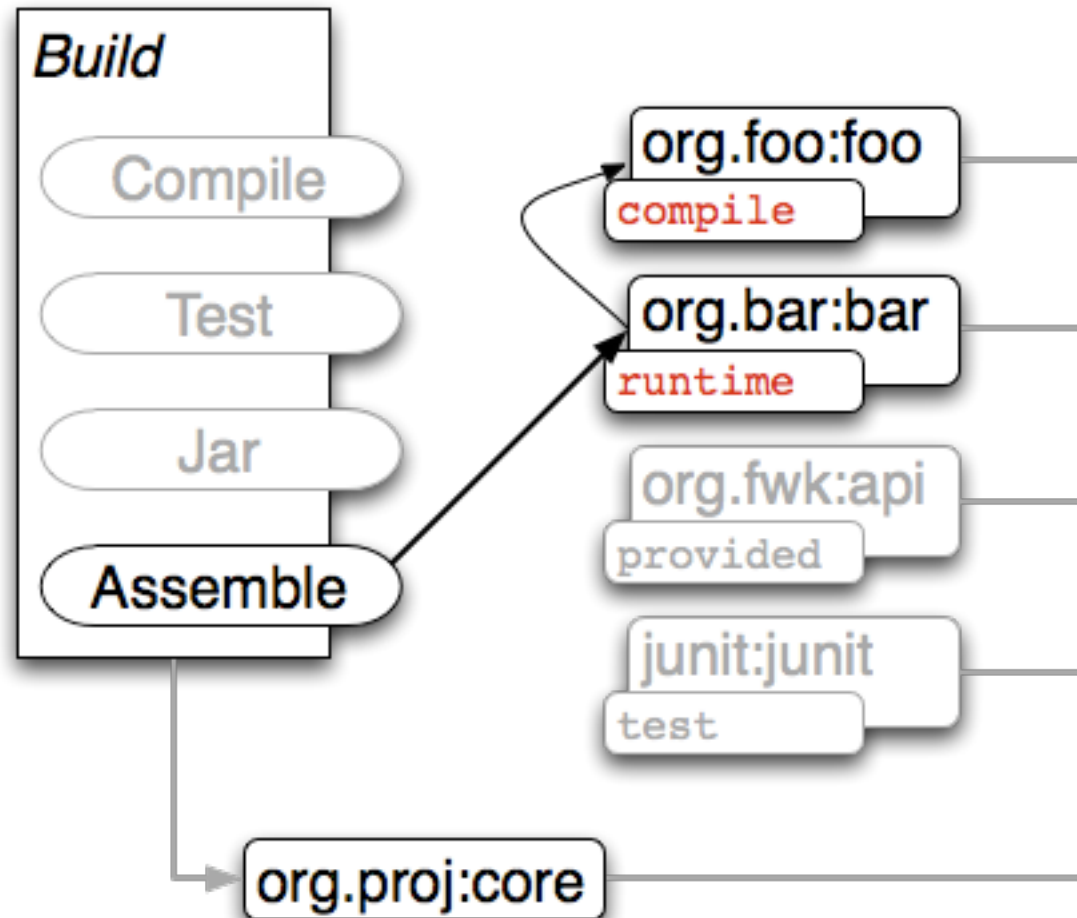 Build
Compile
Test
Jar
Assemble
org.foo:foo
compile
org.bar:bar
runtime
org.fwk:api
provided
junit:junit
test
org.proj:core